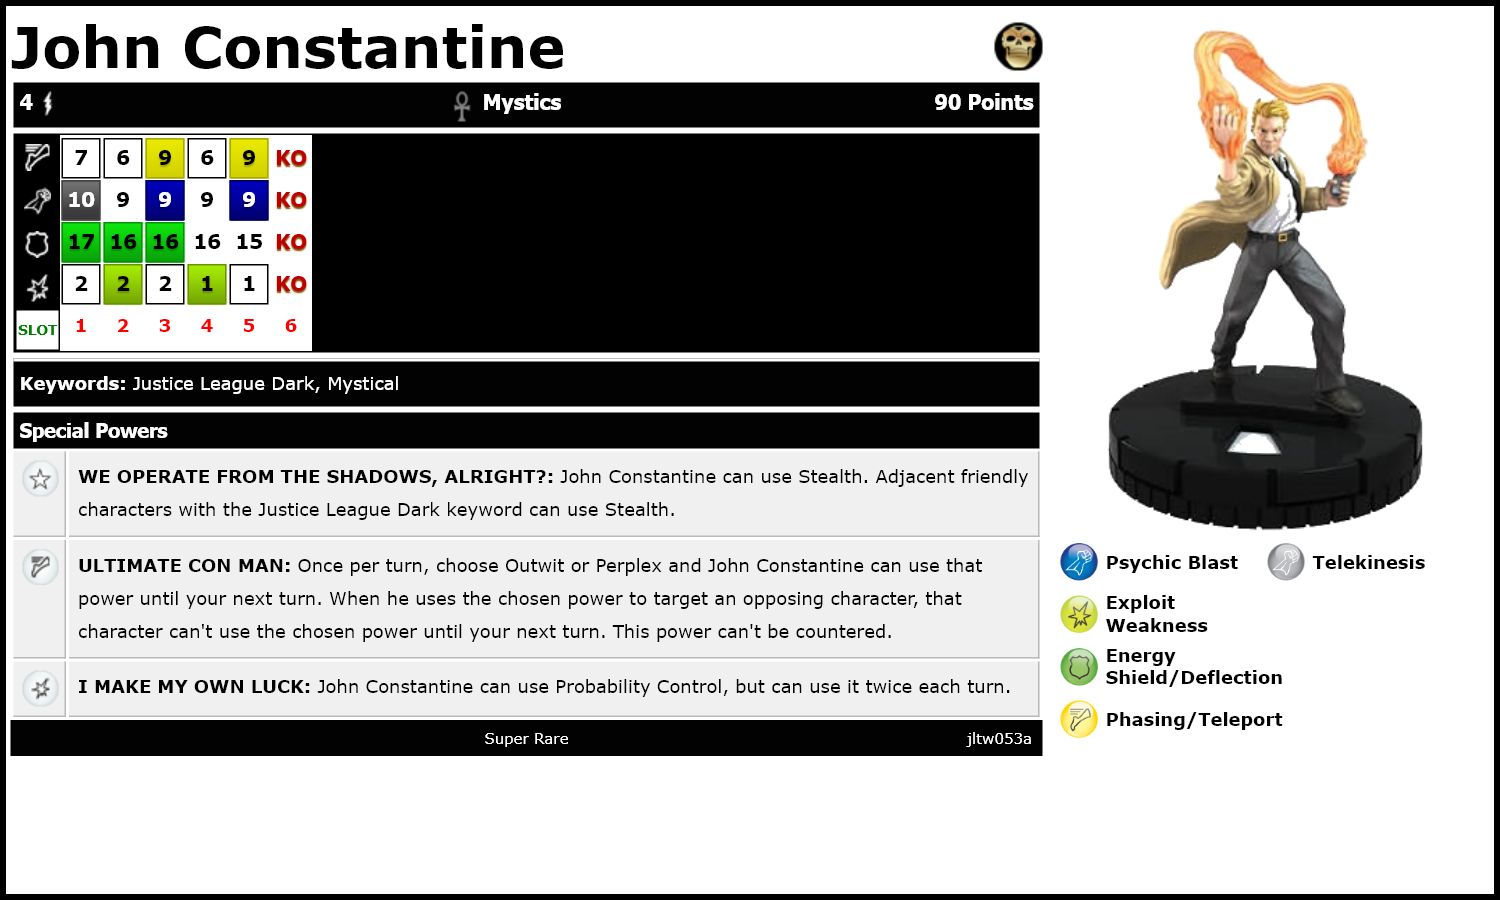 John Constantine
4 Mystics 90 Points
7 6 9 6 9 KO
10 9 9 9 9 KO
17 16 16 16 15 KO
2 2 2 1 1 KO
SLOT 1 2 3 4 5 6
Keywords: Justice League Dark, Mystical
Special Powers
WE OPERATE FROM THE SHADOWS, ALRIGHT?: John Constantine can use Stealth. Adjacent friendly
characters with the Justice League Dark keyword can use Stealth.
ULTIMATE CON MAN: Once per turn, choose Outwit or Perplex and John Constantine can use that
power until your next turn. When he uses the chosen power to target an opposing character, that
character can't use the chosen power until your next turn. This power can't be countered.
I MAKE MY OWN LUCK: John Constantine can use Probability Control, but can use it twice each turn.
Super Rare jltw053a
Psychic Blast Telekinesis
Exploit
Weakness
Energy
Shield/Deflection
Phasing/Teleport